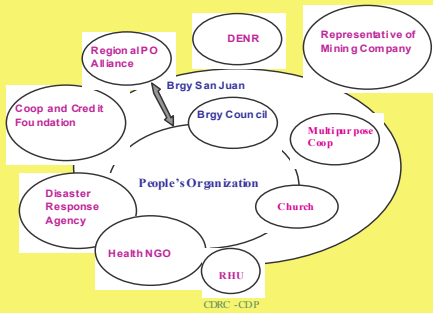 Regional PO
Alliance
DENR
Representative of
Mining Company
Brgy San Juan
Coop and Credit
Foundation
Brgy Council
Multipurpose
Coop
People's Organization
Disaster
Response
Agency
Church
Health NGO
RHU
CDRC -CDP